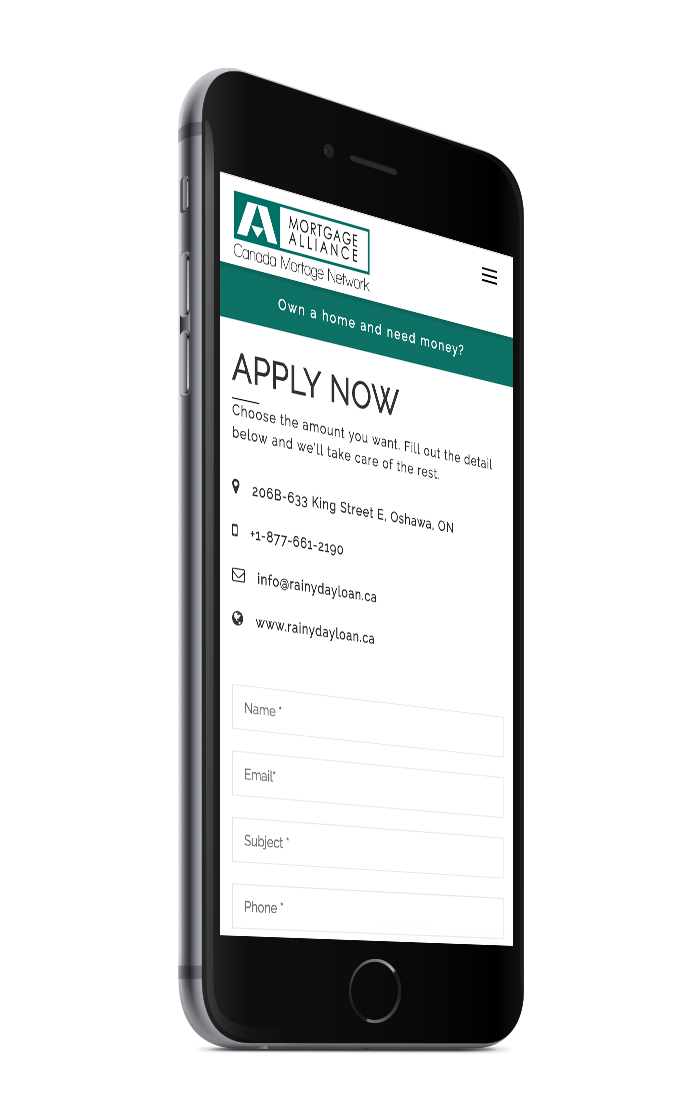 MORTGAGE
ALLIANCE
Canada Mortage Network
Own a home and need money?
APPLY NOW
Choose the amount you want. Fill out the detail
below and we'll take care of the rest.
206B-633 King Street E, Oshawa, ON
+1-877-661-2190
info@rainydayloan.ca
www.rainydayloan.ca
Name *
Email*
Subject *
Phone *